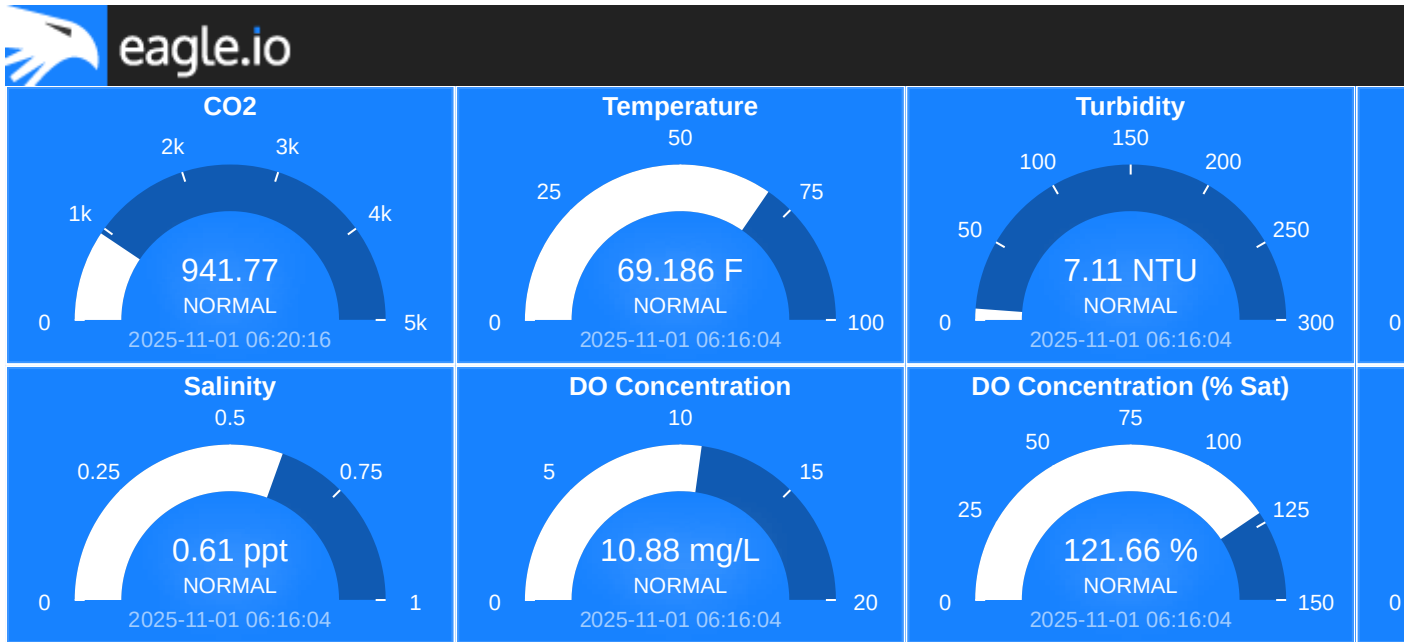 eagle.io
CO2
2k
3k
1k
4k
941.77
NORMAL
0
5k
2025-11-01 06:20:16
Temperature
50
25
75
69.186 F
NORMAL
0
100
2025-11-01 06:16:04
Turbidity
150
100
200
50
250
7.11 NTU
NORMAL
0
300
2025-11-01 06:16:04
0
Salinity
0.5
0.25
0.75
0.61 ppt
NORMAL
0
1
2025-11-01 06:16:04
DO Concentration
10
5
15
10.88 mg/L
NORMAL
0
20
2025-11-01 06:16:04
DO Concentration (% Sat)
75
50
100
25
125
121.66 %
NORMAL
0
150
2025-11-01 06:16:04
0